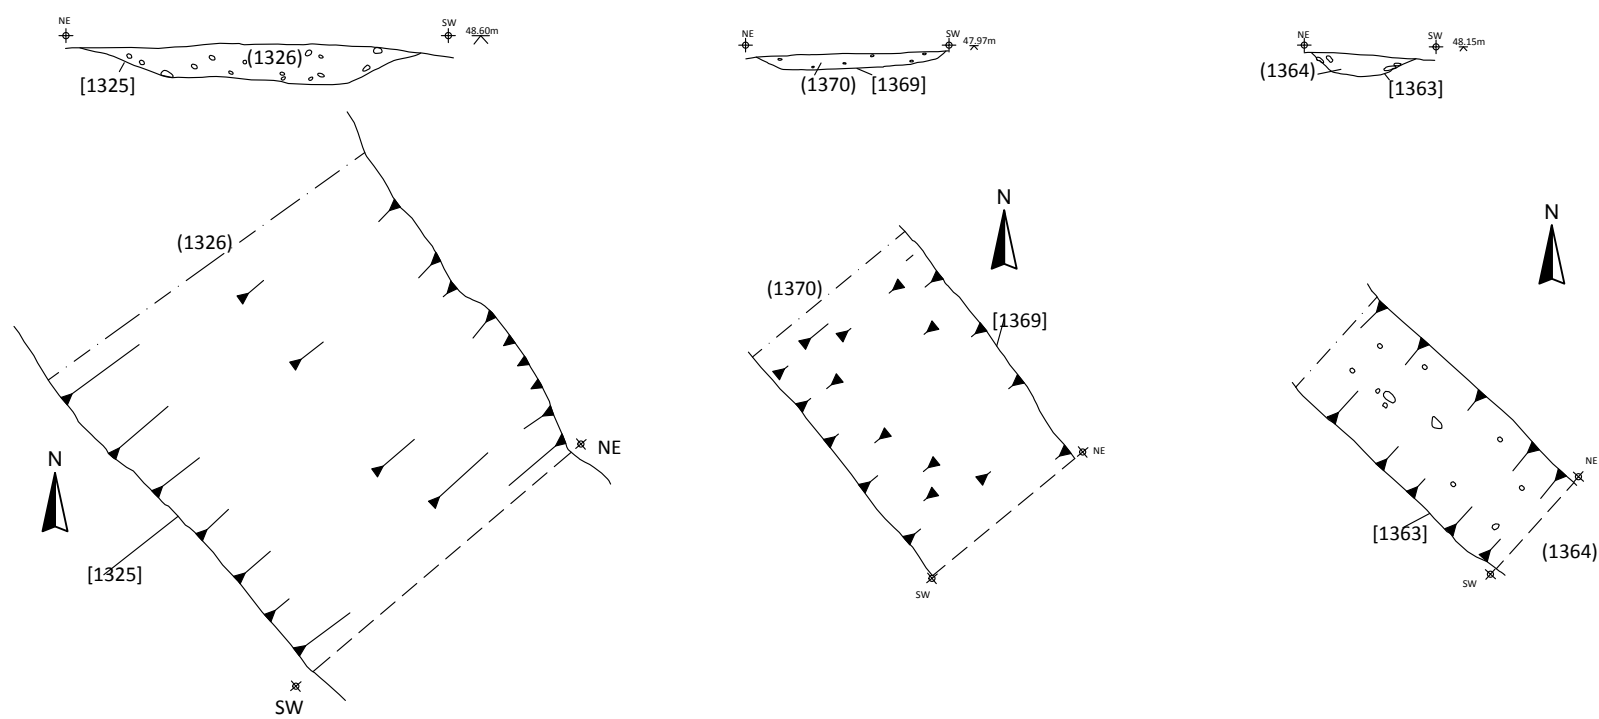 NE
SW
48.60m
(1326)
[1325]
NE
SW
47.97m
(1370)
[1369]
NE
SW
48.15m
(1364)
[1363]
(1326)
NE
N
[1325]
SW
N
(1370)
[1369]
NE
SW
N
NE
[1363]
(1364)
SW